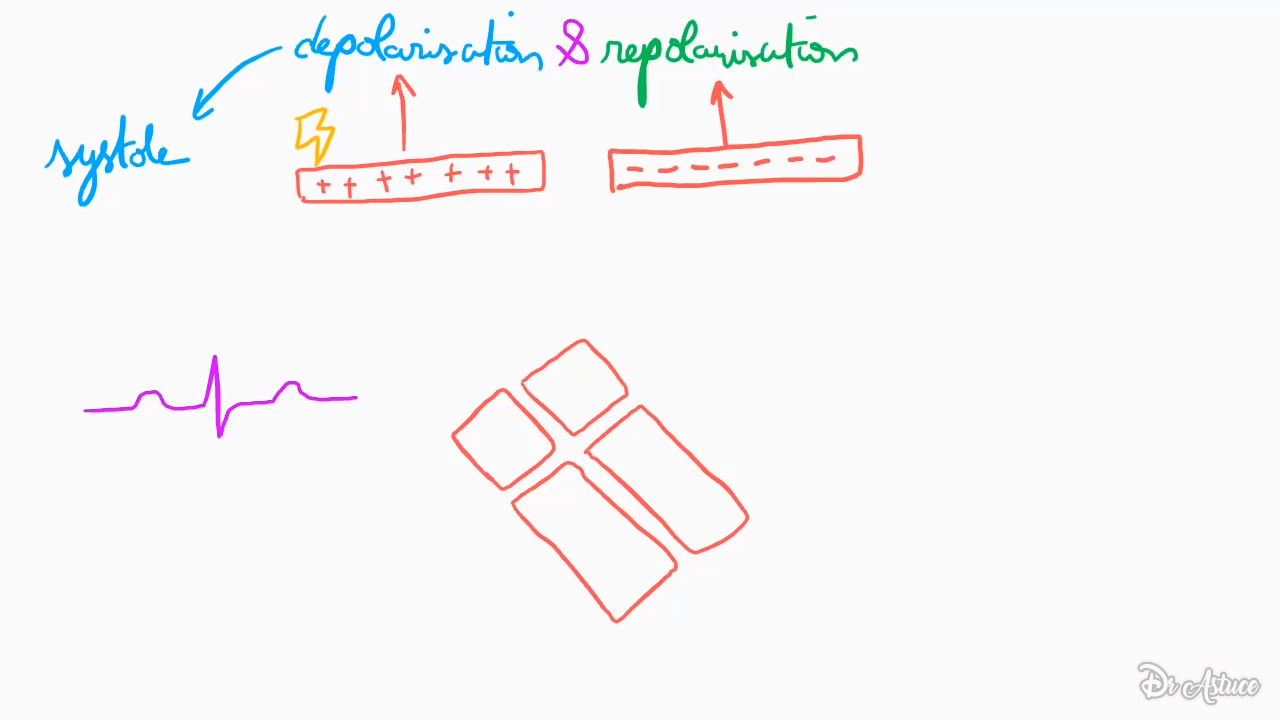 depolarisation & repolarisation
systole
+ + + + + + +
- - - - - - -
Dr Astuce